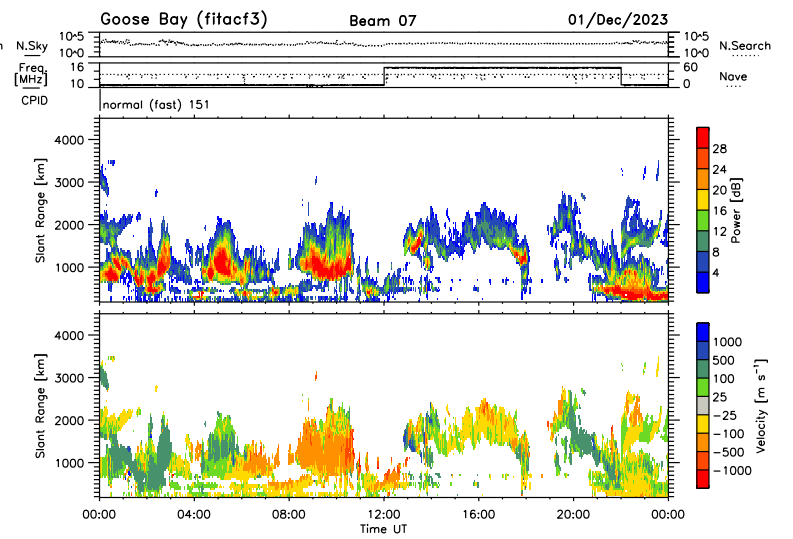 Goose Bay (fitacf3) Beam 07 01/Dec/2023
n N.Sky 10^5 10^0 10^5 10^0 N.Search
Freq. [MHz] 16 10 60 0 Nave
CPID normal (fast) 151
Slant Range [km]
4000
3000
2000
1000
28
24
20
16
12
8
4
Power [dB]
Slant Range [km]
4000
3000
2000
1000
1000
500
100
25
-25
-100
-500
-1000
Velocity [m s⁻¹]
00:00 04:00 08:00 12:00 16:00 20:00 00:00
Time UT